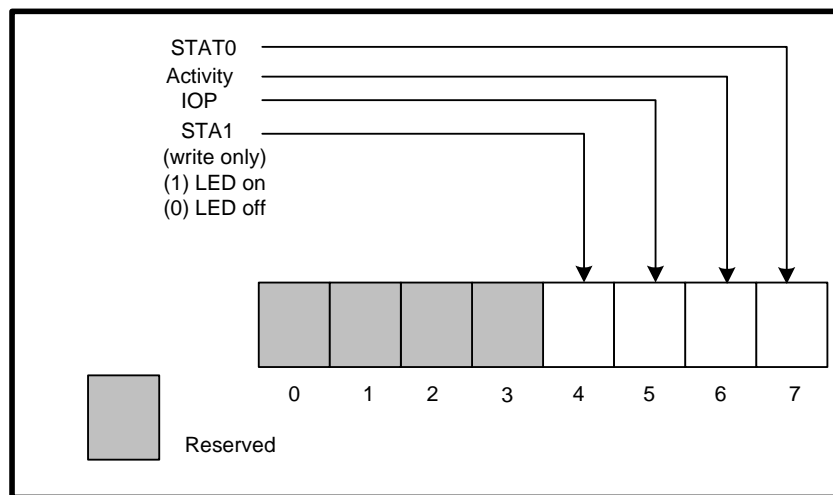 STAT0
Activity
IOP
STA1
(write only)
(1) LED on
(0) LED off
0 1 2 3 4 5 6 7
Reserved